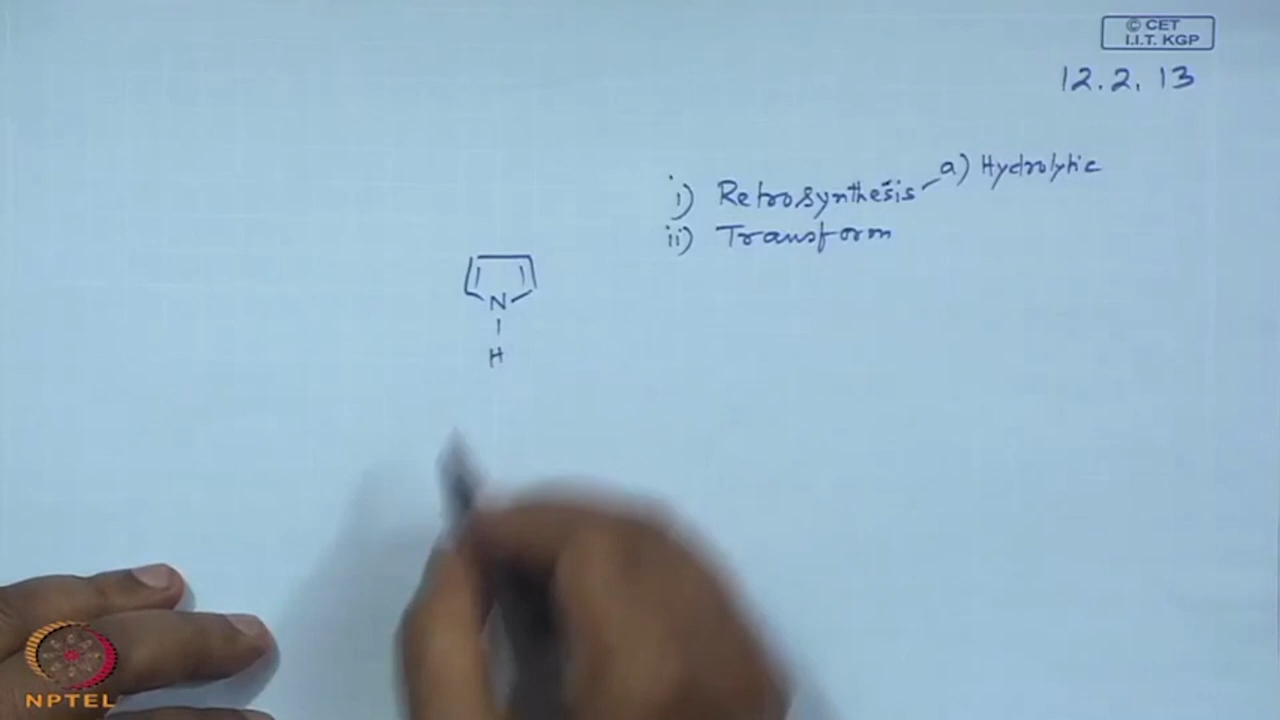 © CET
I.I.T. KGP
12.2.13
i) Retrosynthesis a) Hydrolytic
ii) Transform
N
H
NPTEL